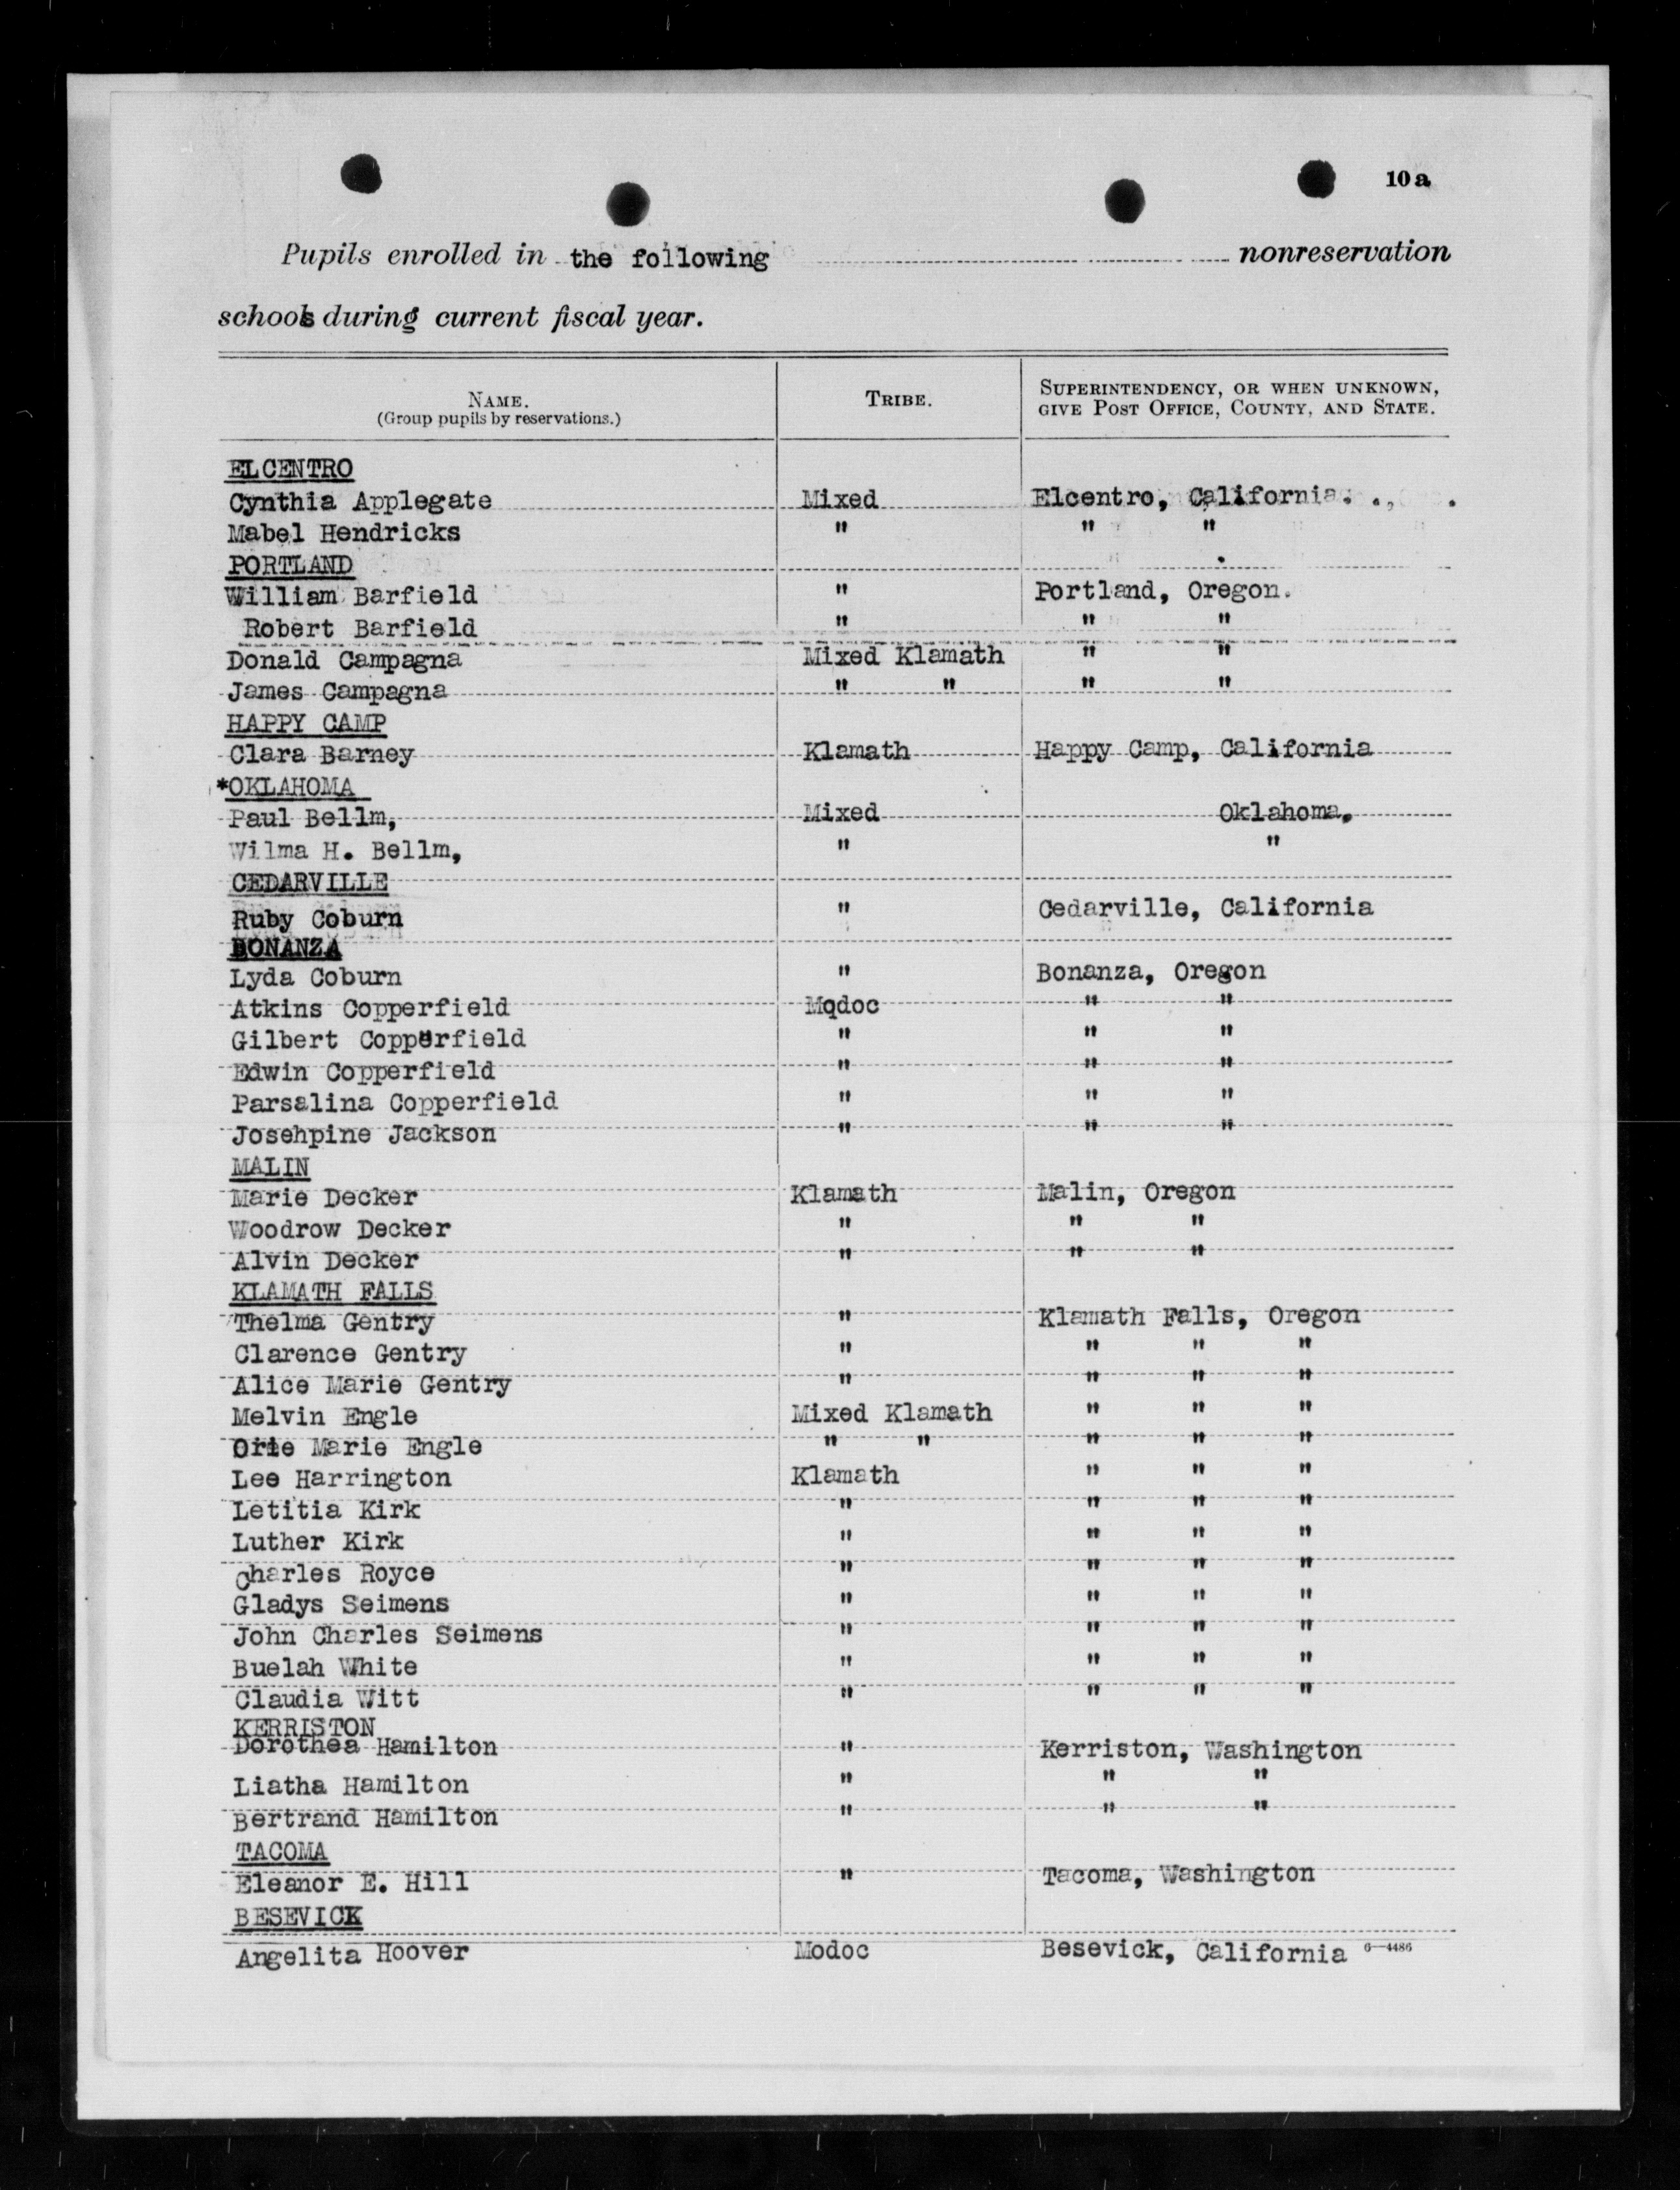 10 a
Pupils enrolled in the following nonreservation
schools during current fiscal year.
NAME. TRIBE. SUPERINTENDENCY, OR WHEN UNKNOWN,
(Group pupils by reservations.) GIVE POST OFFICE, COUNTY, AND STATE.
ELCENTRO
Cynthia Applegate Mixed Elcentro, California.
Mabel Hendricks " " "
PORTLAND
William Barfield " Portland, Oregon.
Robert Barfield " " "
Donald Campagna Mixed Klamath " "
James Campagna " " " "
HAPPY CAMP
Clara Barney Klamath Happy Camp, California
*OKLAHOMA
Paul Bellm, Mixed Oklahoma,
Wilma H. Bellm, " "
CEDARVILLE
Ruby Coburn " Cedarville, California
BONANZA
Lyda Coburn " Bonanza, Oregon
Atkins Copperfield Modoc " "
Gilbert Copperfield " " "
Edwin Copperfield " " "
Parsalina Copperfield " " "
Josehpine Jackson " " "
MALIN
Marie Decker Klamath Malin, Oregon
Woodrow Decker " " "
Alvin Decker " " "
KLAMATH FALLS
Thelma Gentry " Klamath Falls, Oregon
Clarence Gentry " " " "
Alice Marie Gentry " " " "
Melvin Engle Mixed Klamath " " "
Orie Marie Engle " " " " "
Lee Harrington Klamath " " "
Letitia Kirk " " " "
Luther Kirk " " " "
Charles Royce " " " "
Gladys Seimens " " " "
John Charles Seimens " " " "
Buelah White " " " "
Claudia Witt " " " "
KERRISTON
Dorothea Hamilton " Kerriston, Washington
Liatha Hamilton " " "
Bertrand Hamilton " " "
TACOMA
Eleanor E. Hill " Tacoma, Washington
BESEVICK
Angelita Hoover Modoc Besevick, California 6—4486